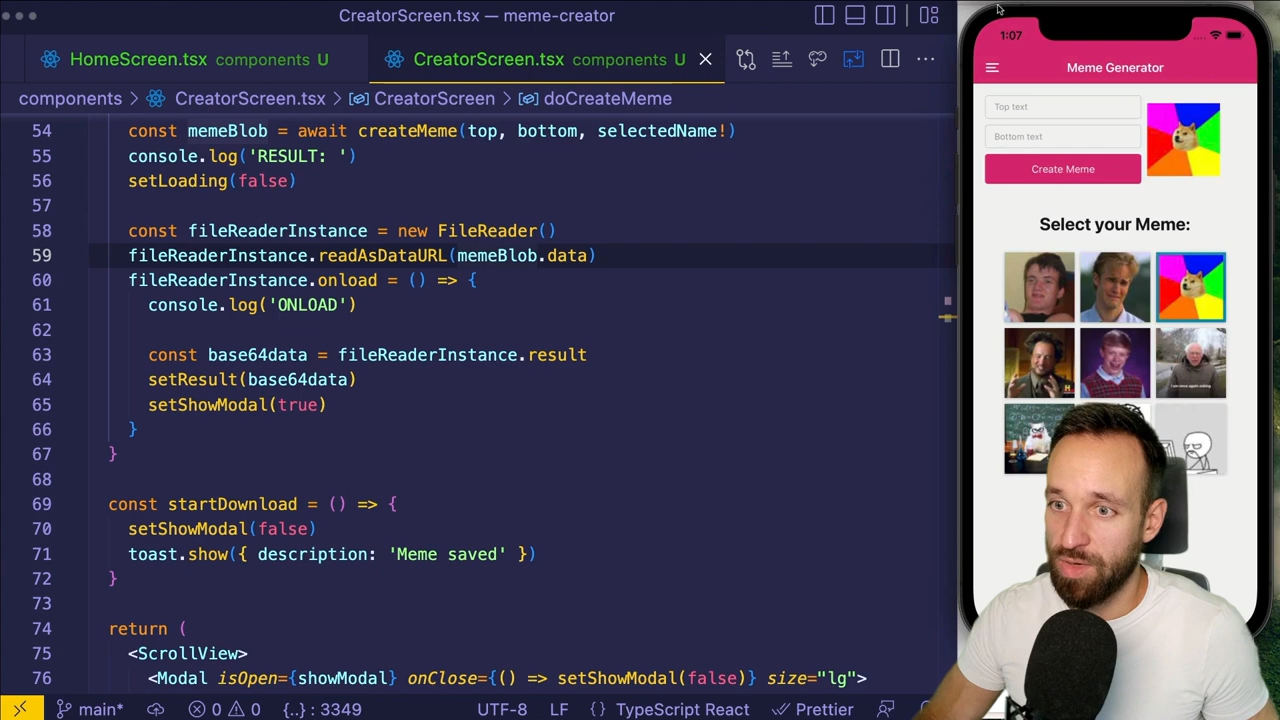 CreatorScreen.tsx — meme-creator
HomeScreen.tsx components U
CreatorScreen.tsx components U
components > CreatorScreen.tsx > CreatorScreen > doCreateMeme
54 const memeBlob = await createMeme(top, bottom, selectedName!)
55 console.log('RESULT: ')
56 setLoading(false)
57
58 const fileReaderInstance = new FileReader()
59 fileReaderInstance.readAsDataURL(memeBlob.data)
60 fileReaderInstance.onload = () => {
61 console.log('ONLOAD')
62
63 const base64data = fileReaderInstance.result
64 setResult(base64data)
65 setShowModal(true)
66 }
67 }
68
69 const startDownload = () => {
70 setShowModal(false)
71 toast.show({ description: 'Meme saved' })
72 }
73
74 return (
75 <ScrollView>
76 <Modal isOpen={showModal} onClose={() => setShowModal(false)} size="lg">
main* 0 0 {..} : 3349 UTF-8 LF {} TypeScript React Prettier
1:07
Meme Generator
Top text
Bottom text
Create Meme
Select your Meme: